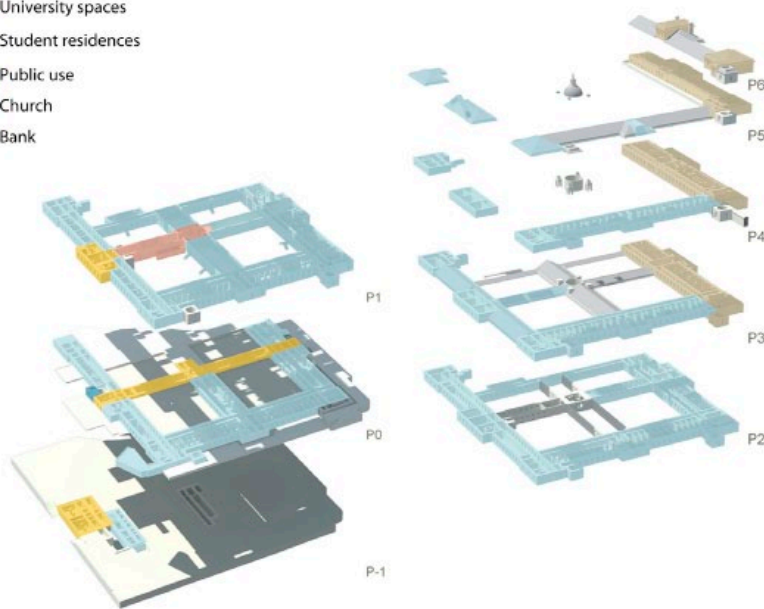 University spaces
Student residences
Public use
Church
Bank
P6
P5
P4
P3
P2
P1
P0
P-1